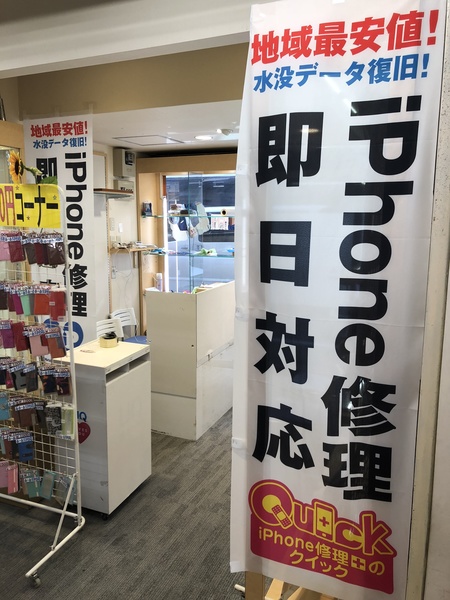 地域最安値!
水没データ復旧!
iPhone修理
即日対応
Quick
iPhone修理の
クイック
地域最安値!
水没データ復旧!
iPhone修理
即
0円コーナー